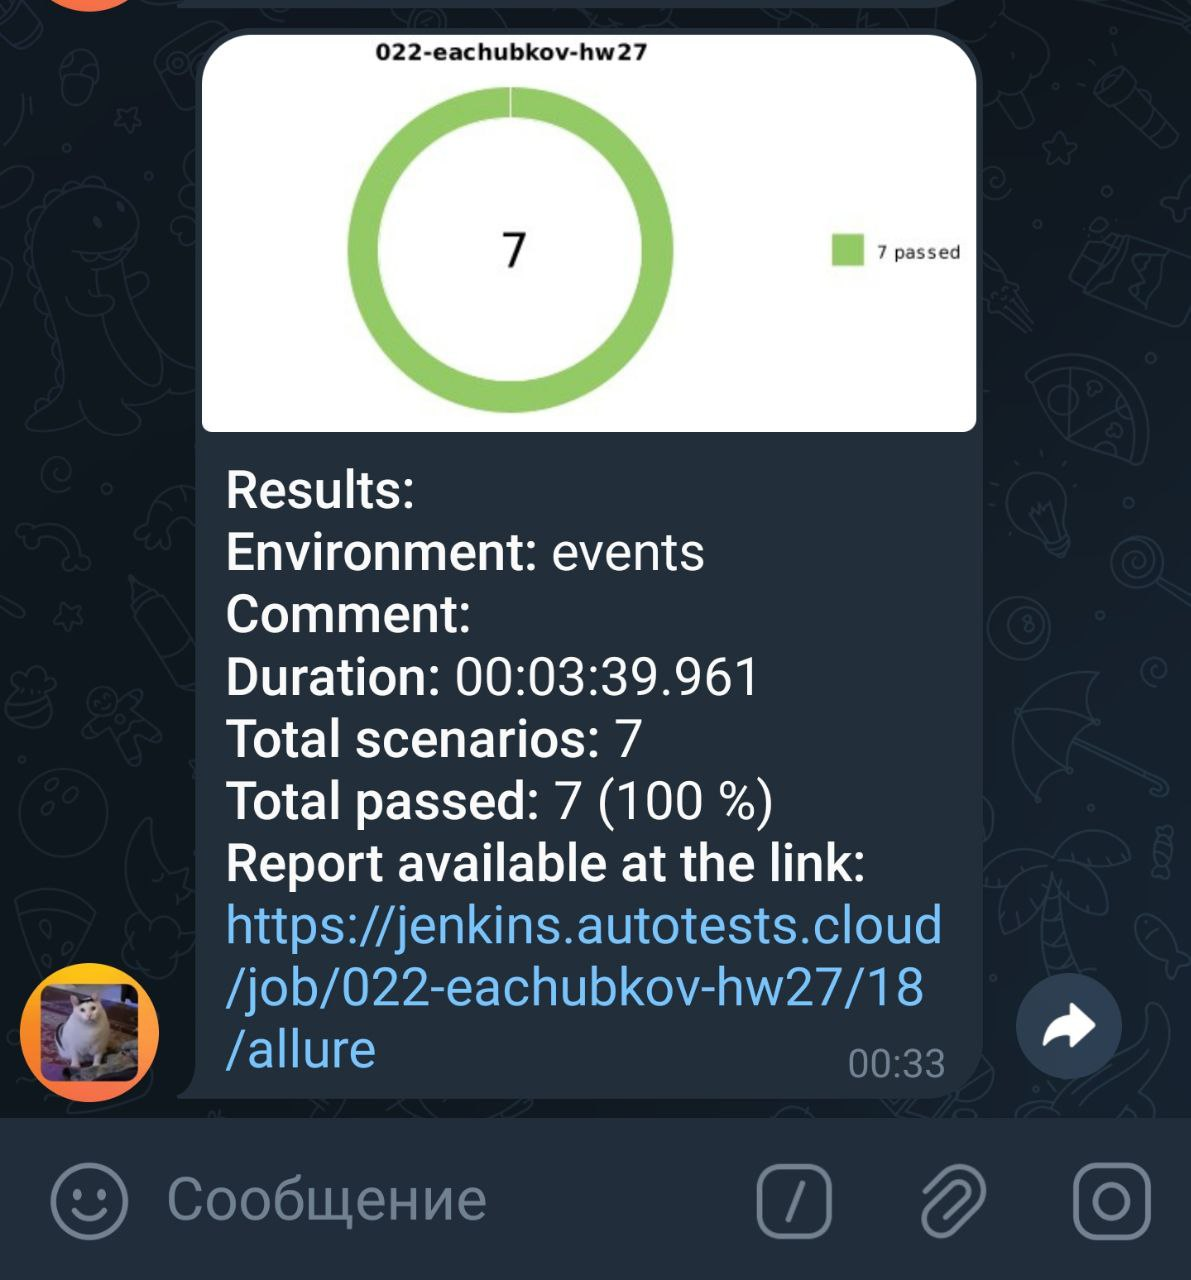 022-eachubkov-hw27
7
7 passed
Results:
Environment: events
Comment:
Duration: 00:03:39.961
Total scenarios: 7
Total passed: 7 (100 %)
Report available at the link:
https://jenkins.autotests.cloud
/job/022-eachubkov-hw27/18
/allure
00:33
Сообщение